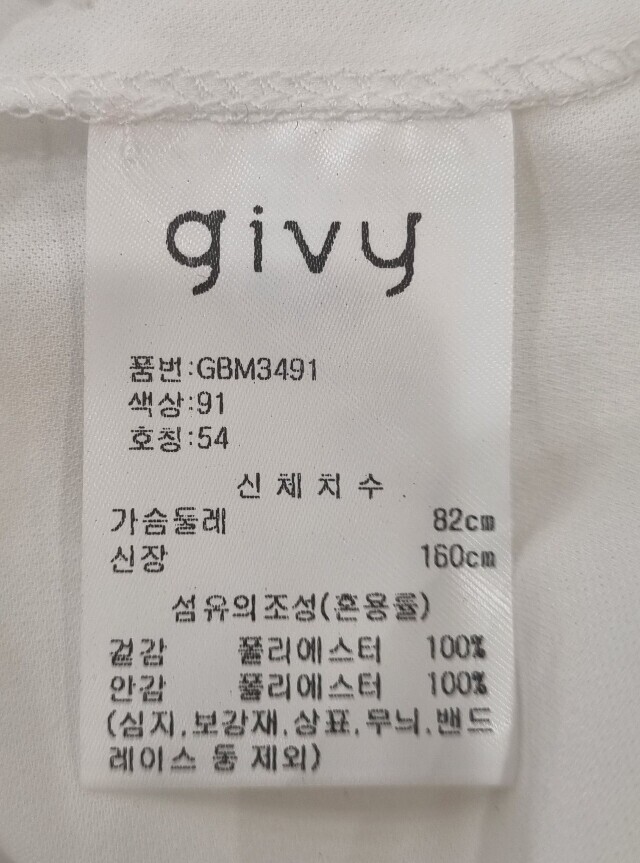 givy
품번:GBM3491
색상:91
호칭:54
신체치수
가슴둘레 82cm
신장 160cm
섬유의조성(혼용률)
겉감 폴리에스터 100%
안감 폴리에스터 100%
(심지,보강재,상표,무늬,밴드
레이스 등 제외)